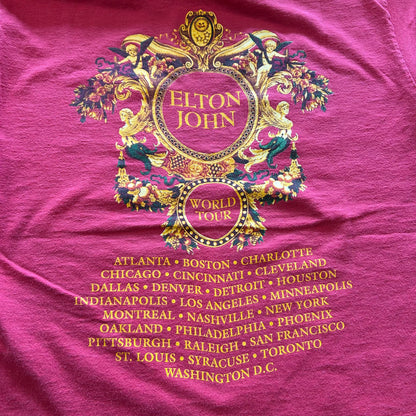 ELTON
JOHN
WORLD
TOUR
ATLANTA • BOSTON • CHARLOTTE
CHICAGO • CINCINNATI • CLEVELAND
DALLAS • DENVER • DETROIT • HOUSTON
INDIANAPOLIS • LOS ANGELES • MINNEAPOLIS
MONTREAL • NASHVILLE • NEW YORK
OAKLAND • PHILADELPHIA • PHOENIX
PITTSBURGH • RALEIGH • SAN FRANCISCO
ST. LOUIS • SYRACUSE • TORONTO
WASHINGTON D.C.